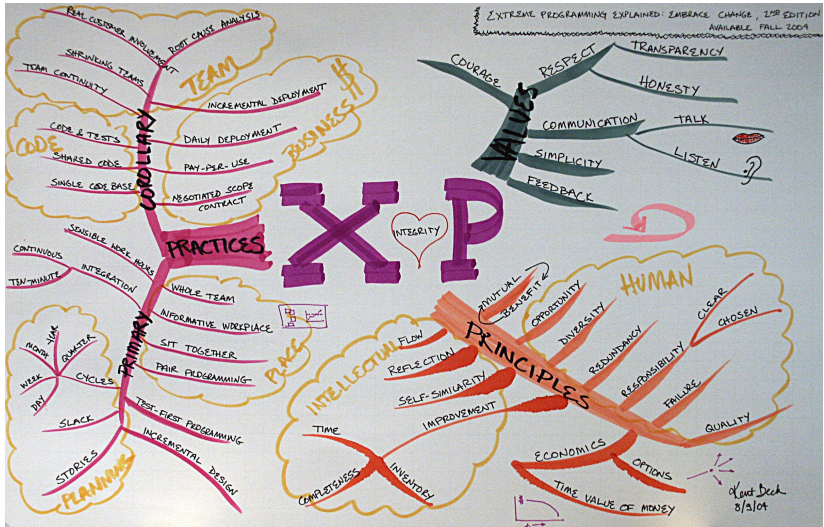 EXTREME PROGRAMMING EXPLAINED: EMBRACE CHANGE, 2ND EDITION
AVAILABLE FALL 2004
XP
INTEGRITY
PRACTICES
COROLLARY
TEAM
REAL CUSTOMER INVOLVEMENT
ROOT CAUSE ANALYSIS
SHRINKING TEAMS
TEAM CONTINUITY
CODE
CODE & TESTS
SHARED CODE
SINGLE CODE BASE
BUSINESS
INCREMENTAL DEPLOYMENT
DAILY DEPLOYMENT
PAY-PER-USE
NEGOTIATED SCOPE
CONTRACT
PRIMARY
SENSIBLE WORK HOURS
CONTINUOUS
TEN-MINUTE
INTEGRATION
PLACE
WHOLE TEAM
INFORMATIVE WORKPLACE
SIT TOGETHER
PAIR PROGRAMMING
PLANNING
YEAR
MONTH
QUARTER
WEEK
CYCLES
DAY
SLACK
STORIES
TEST-FIRST PROGRAMMING
INCREMENTAL DESIGN
VALUES
COURAGE
RESPECT
TRANSPARENCY
HONESTY
COMMUNICATION
TALK
LISTEN
SIMPLICITY
FEEDBACK
PRINCIPLES
MUTUAL
BENEFIT
HUMAN
OPPORTUNITY
DIVERSITY
REDUNDANCY
RESPONSIBILITY
CLEAR
CHOSEN
FAILURE
QUALITY
INTELLECTUAL
FLOW
REFLECTION
SELF-SIMILARITY
IMPROVEMENT
TIME
COMPLETENESS
INVENTORY
ECONOMICS
OPTIONS
TIME VALUE OF MONEY
Kent Beck
8/9/04